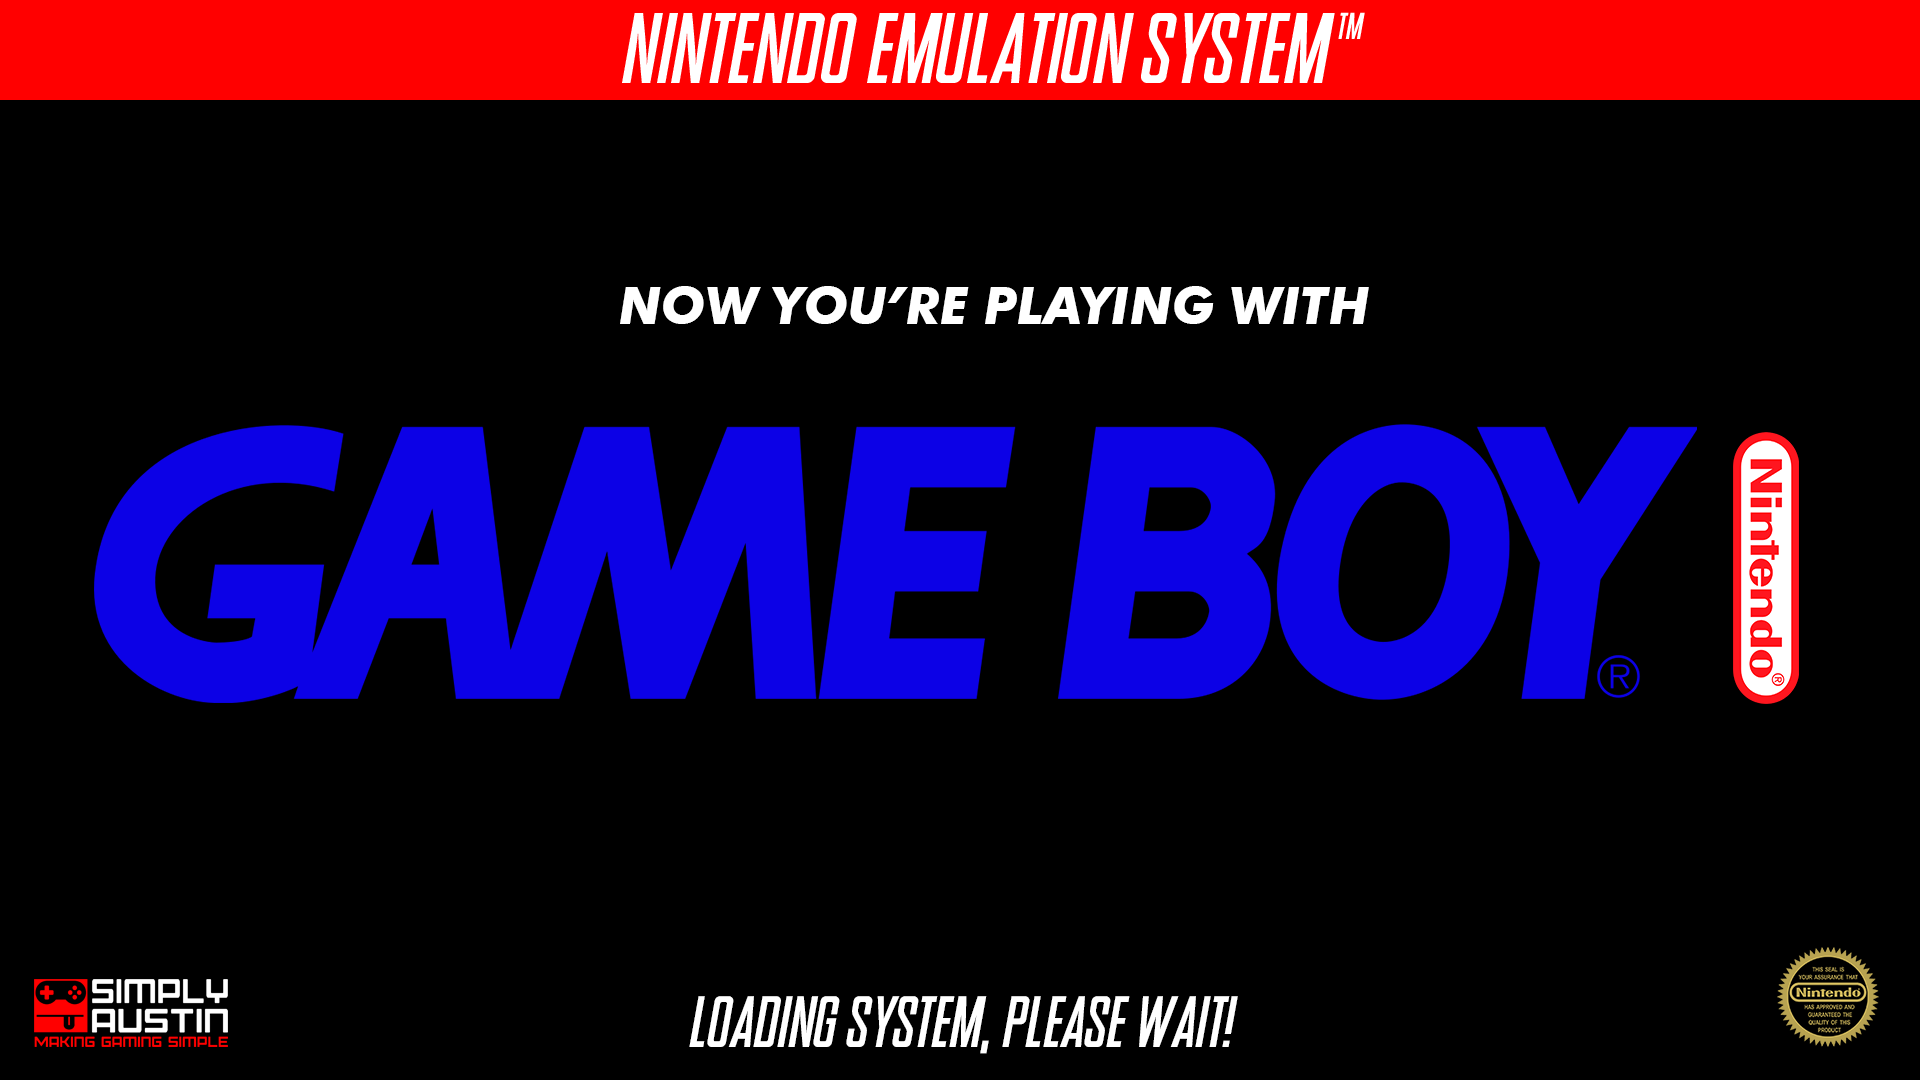 NINTENDO EMULATION SYSTEM™
NOW YOU'RE PLAYING WITH
GAME BOY®
Nintendo®
SIMPLY
AUSTIN
MAKING GAMING SIMPLE
LOADING SYSTEM, PLEASE WAIT!
THIS SEAL IS
YOUR ASSURANCE THAT
Nintendo
HAS APPROVED AND
GUARANTEED THE
QUALITY OF THIS
PRODUCT